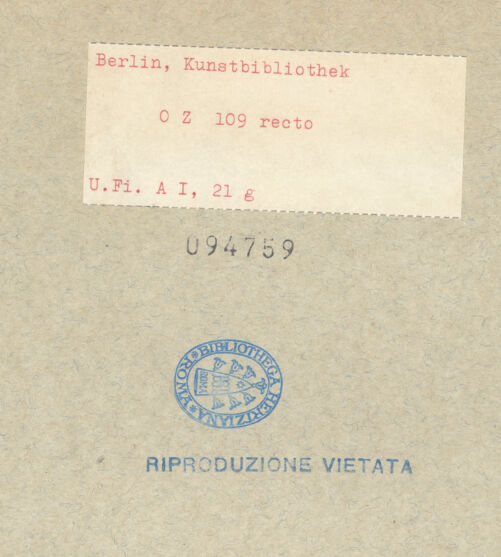 Berlin, Kunstbibliothek
O Z 109 recto
U.Fi. A I, 21 g
094759
BIBLIOTHECA HERTZIANA * ROMA *
RIPRODUZIONE VIETATA